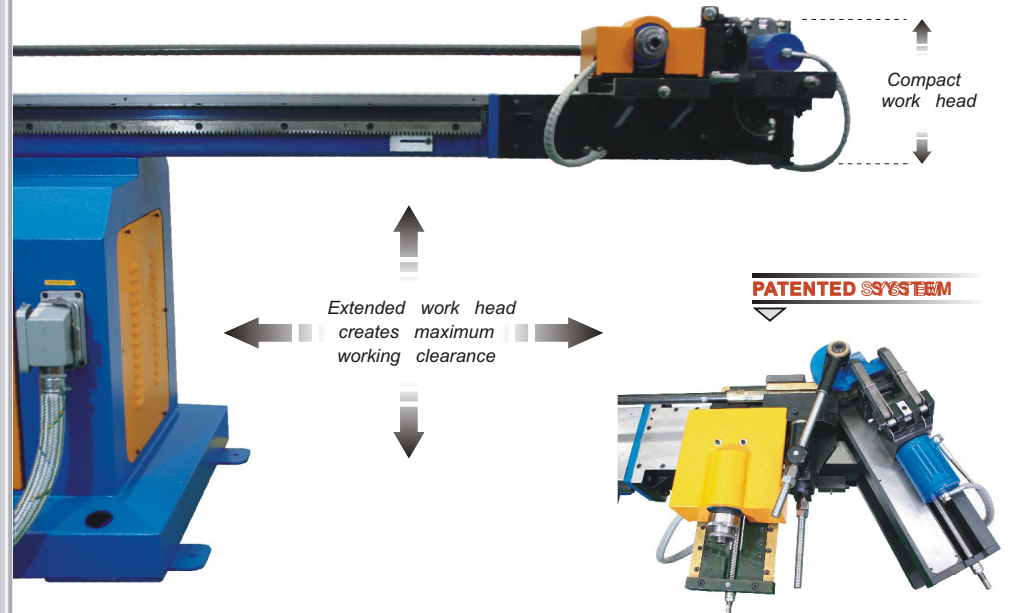 Compact
work head
Extended work head
creates maximum
working clearance
PATENTED SYSTEM